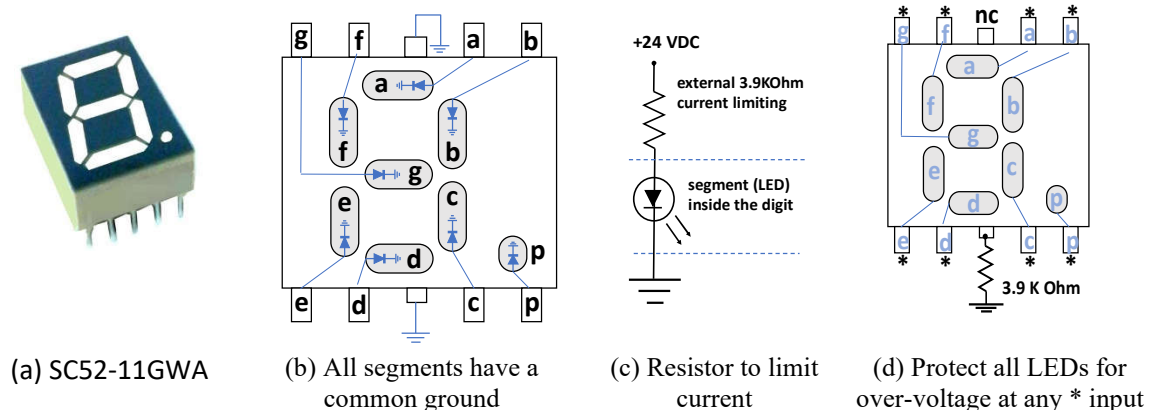 g f a b
a
f b
g
e c
d p
e d c p
+24 VDC
external 3.9KOhm
current limiting
segment (LED)
inside the digit
* * * *
g f nc a b
a
f b
g
e c
d p
e d c p
* * * *
3.9 K Ohm
(a) SC52-11GWA
(b) All segments have a
common ground
(c) Resistor to limit
current
(d) Protect all LEDs for
over-voltage at any * input